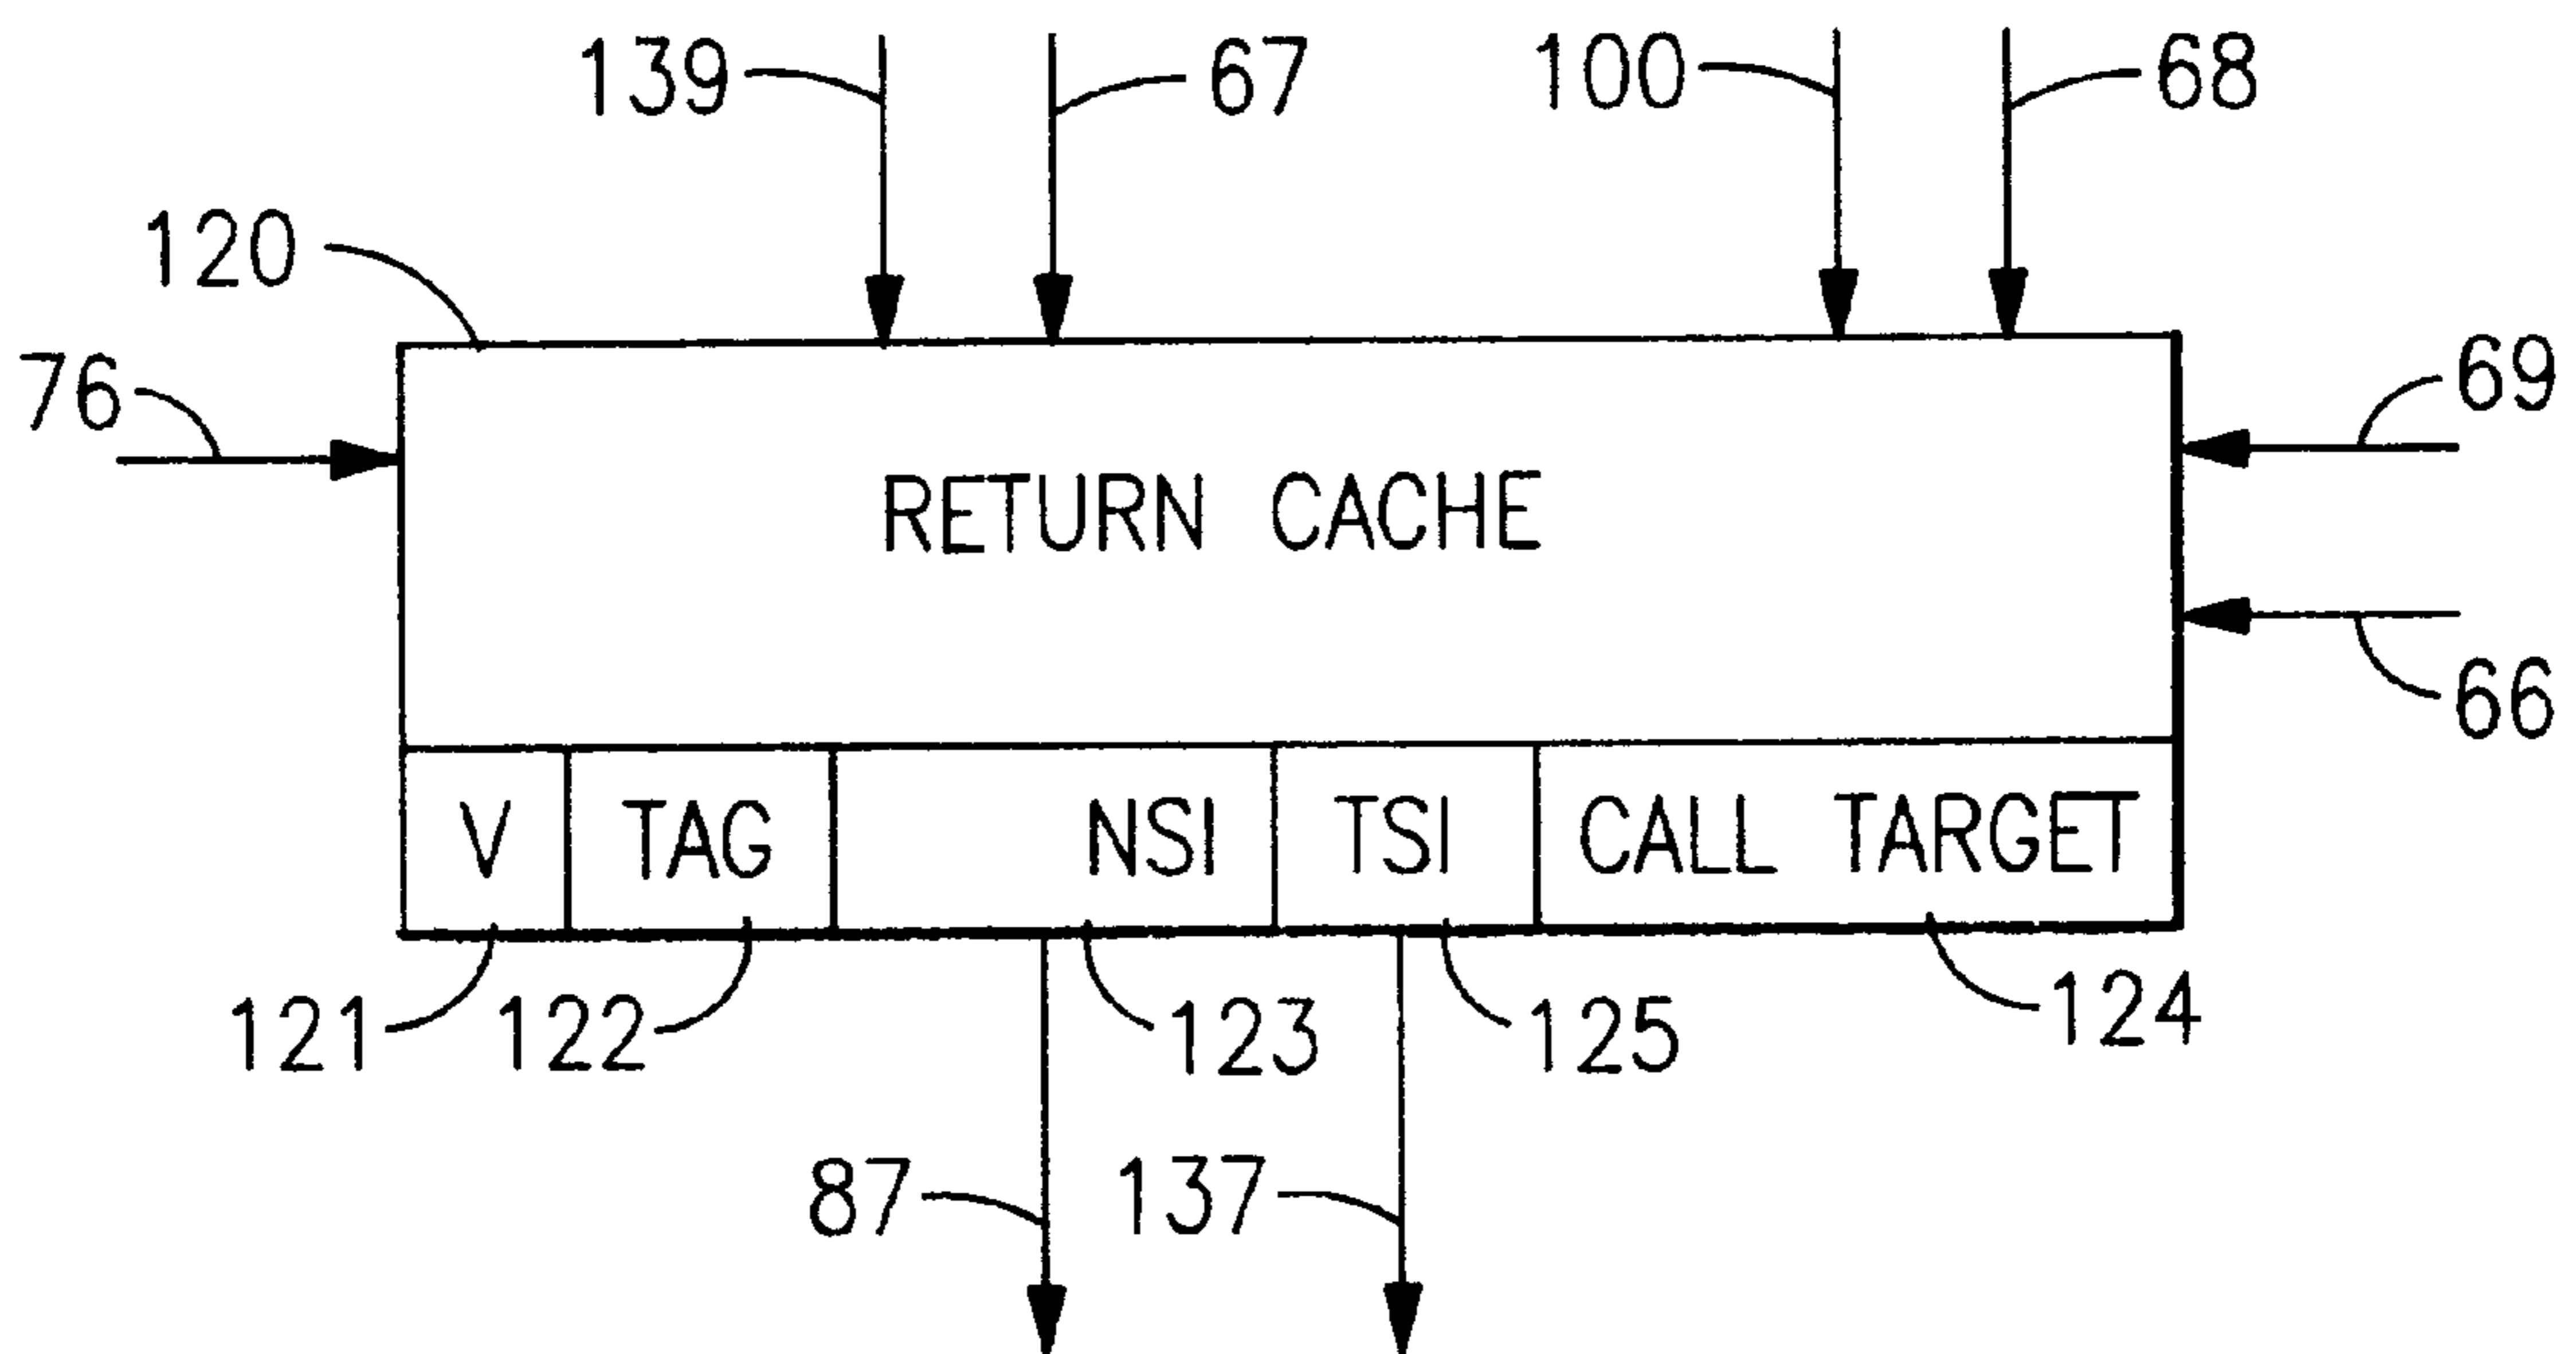 139 67 100 68
120
76 69
RETURN CACHE
66
V TAG NSI TSI CALL TARGET
121 122 123 125 124
87 137